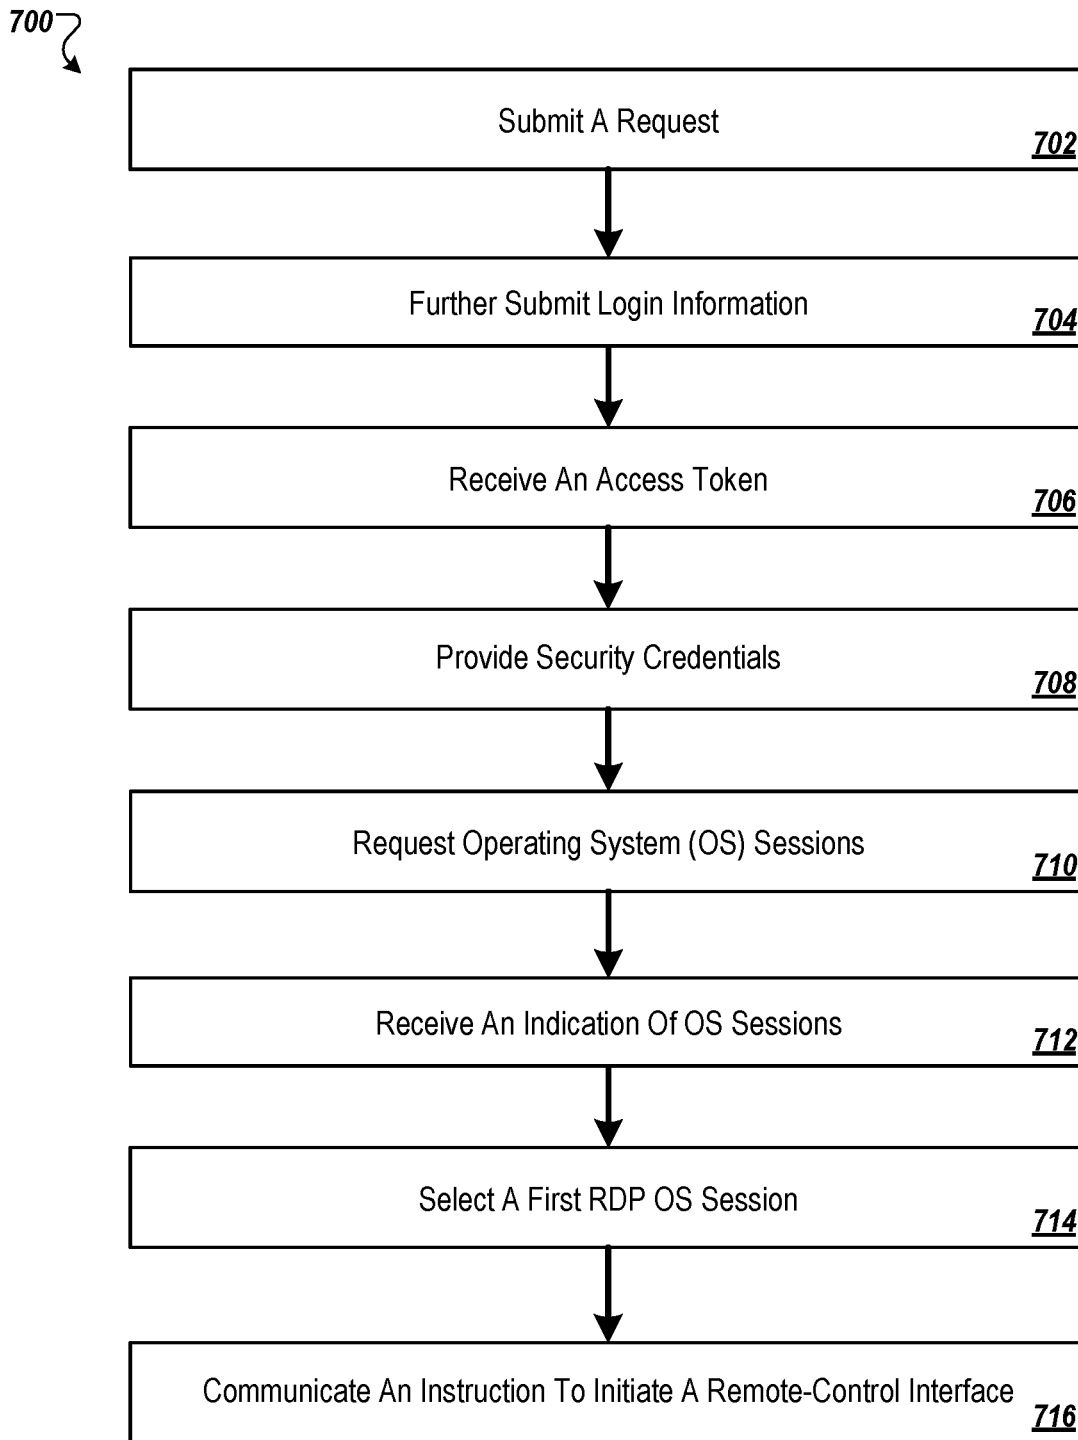 700
Submit A Request
702
Further Submit Login Information
704
Receive An Access Token
706
Provide Security Credentials
708
Request Operating System (OS) Sessions
710
Receive An Indication Of OS Sessions
712
Select A First RDP OS Session
714
Communicate An Instruction To Initiate A Remote-Control Interface
716